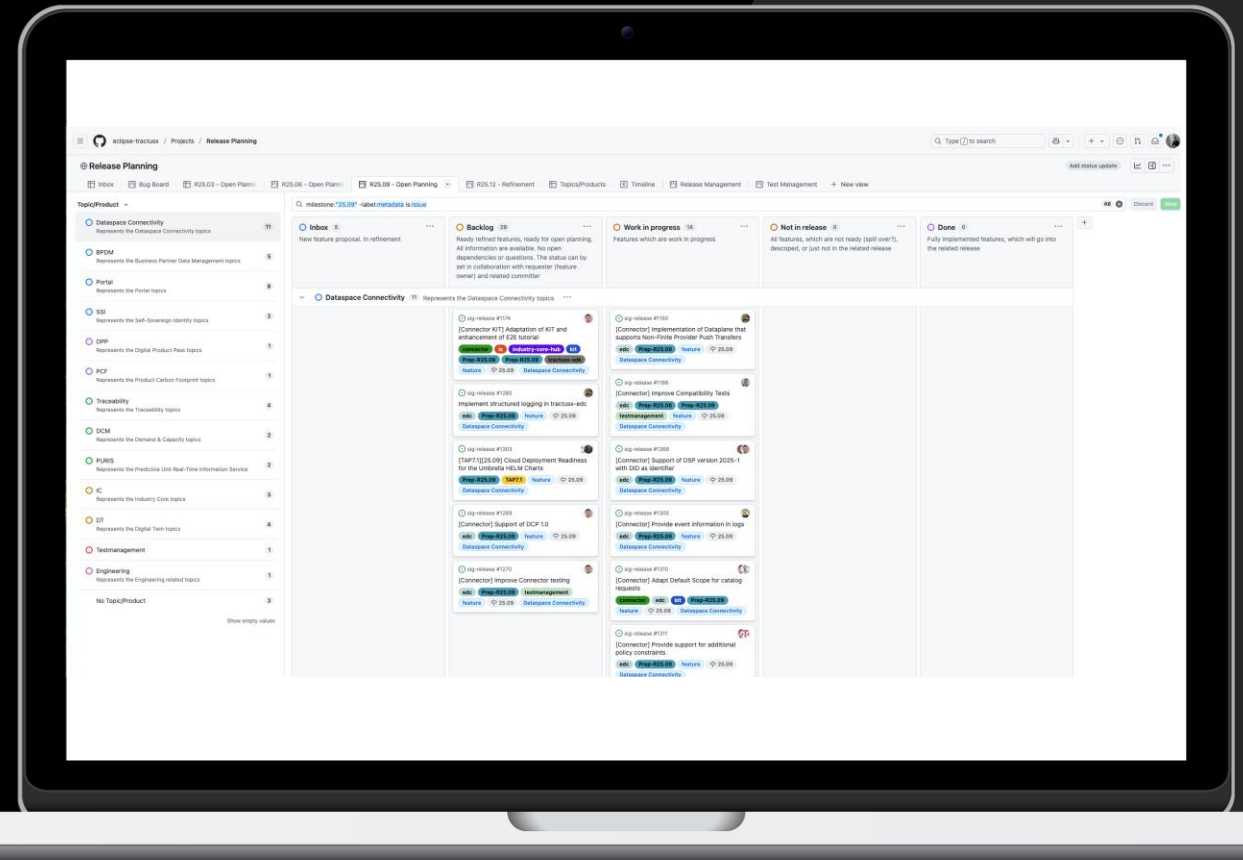 eclipse-tractusx / Projects / Release Planning
Type / to search
Release Planning
Add status update
Inbox
Bug Board
R25.03 - Open Planni
R25.06 - Open Planni
R25.09 - Open Planning
R25.12 - Refinement
Topics/Products
Timeline
Release Management
Test Management
+ New view
Topic/Product
milestone:"25.09" -label:metadata is:issue
48
Discard
Save
Dataspace Connectivity 11
Represents the Dataspace Connectivity topics
BPDM 5
Represents the Business Partner Data Management topics
Portal 8
Represents the Portal topics
SSI 2
Represents the Self-Sovereign Identity topics
DPP 1
Represents the Digital Product Pass topics
PCF 1
Represents the Product Carbon Footprint topics
Traceability 4
Represents the Traceability topics
DCM 2
Represents the Demand & Capacity topics
PURIS 2
Represents the Predictive Unit Real-Time Information Service
IC 3
Represents the Industry Core topics
DT 4
Represents the Digital Twin topics
Testmanagement 1
Engineering 1
Represents the Engineering related topics
No Topic/Product 3
Show empty values
Inbox 5
New feature proposal. In refinement
Backlog 29
Ready refined features, ready for open planning.
All information are available. No open
dependencies or questions. The status can by
set in collaboration with requester (feature
owner) and related committer
Work in progress 14
Features which are work in progress
Not in release 0
All features, which are not ready (spill over?),
descoped, or just not in the related release
Done 0
Fully implemented features, which will go into
the related release
Dataspace Connectivity 11 Represents the Dataspace Connectivity topics
sig-release #1174
[Connector KIT] Adaptation of KIT and
enhancement of E2E tutorial
connector ic industry-core-hub kit
Prep-R25.06 Prep-R25.09 tractusx-sdk
feature 25.09 Dataspace Connectivity
sig-release #1260
Implement structured logging in tractusx-edc
edc Prep-R25.09 feature 25.09
Dataspace Connectivity
sig-release #1303
[TAP7.1][25.09] Cloud Deployment Readiness
for the Umbrella HELM Charts
Prep-R25.09 TAP7.1 feature 25.09
Dataspace Connectivity
sig-release #1269
[Connector] Support of DCP 1.0
edc Prep-R25.09 feature 25.09
Dataspace Connectivity
sig-release #1270
[Connector] Improve Connector testing
edc Prep-R25.09 testmanagement
feature 25.09 Dataspace Connectivity
sig-release #1150
[Connector] Implementation of Dataplane that
supports Non-Finite Provider Push Transfers
edc Prep-R25.09 feature 25.09
Dataspace Connectivity
sig-release
[Connector] Improve Compatibility Tests
edc Prep-R25.06 Prep-R25.09
testmanagement feature 25.09
Dataspace Connectivity
sig-release #1268
[Connector] Support of DSP version 2025-1
with DID as identifier
edc Prep-R25.09 feature 25.09
Dataspace Connectivity
sig-release #1305
[Connector] Provide event information in logs
edc Prep-R25.09 feature 25.09
Dataspace Connectivity
sig-release #1310
[Connector] Adapt Default Scope for catalog
requests
connector edc kit Prep-R25.09
feature 25.09 Dataspace Connectivity
sig-release #1311
[Connector] Provide support for additional
policy constraints
edc Prep-R25.09 feature 25.09
Dataspace Connectivity